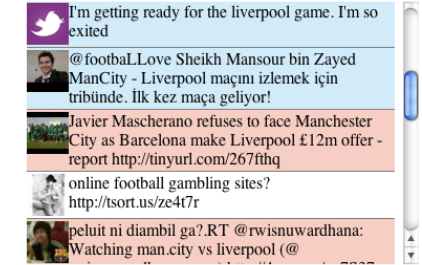 I'm getting ready for the liverpool game. I'm so
exited
@footbaLLove Sheikh Mansour bin Zayed
ManCity - Liverpool maçını izlemek için
tribünde. İlk kez maça geliyor!
Javier Mascherano refuses to face Manchester
City as Barcelona make Liverpool £12m offer -
report http://tinyurl.com/267fthq
online football gambling sites?
http://tsort.us/ze4t7r
peluit ni diambil ga?.RT @rwisnuwardhana:
Watching man.city vs liverpool (@